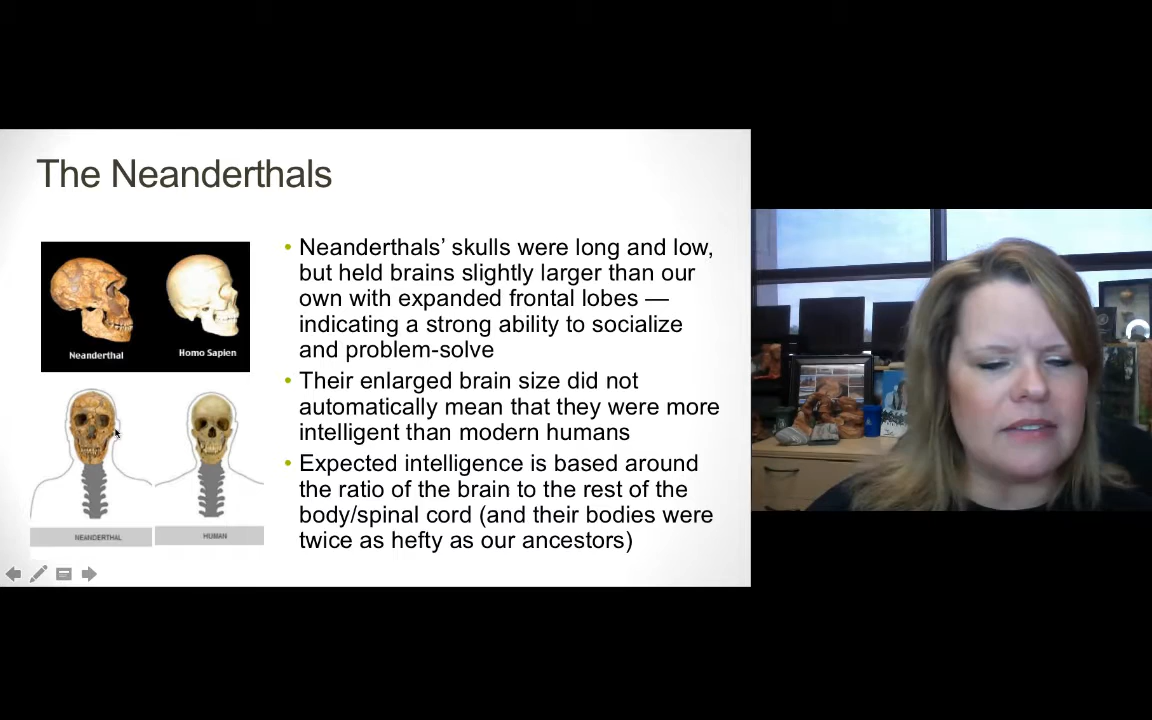 The Neanderthals
Neanderthal
Homo Sapien
NEANDERTHAL
HUMAN
• Neanderthals’ skulls were long and low,
but held brains slightly larger than our
own with expanded frontal lobes —
indicating a strong ability to socialize
and problem-solve
• Their enlarged brain size did not
automatically mean that they were more
intelligent than modern humans
• Expected intelligence is based around
the ratio of the brain to the rest of the
body/spinal cord (and their bodies were
twice as hefty as our ancestors)